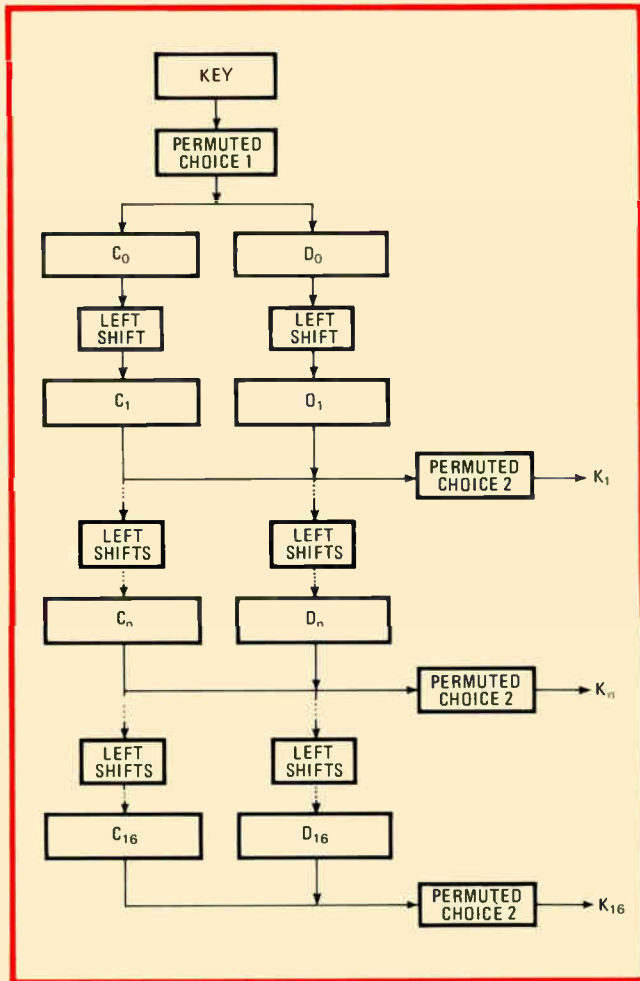 KEY
PERMUTED
CHOICE 1
C₀ D₀
LEFT
SHIFT
LEFT
SHIFT
C₁ O₁
PERMUTED
CHOICE 2
K₁
LEFT
SHIFTS
LEFT
SHIFTS
Cₙ Dₙ
PERMUTED
CHOICE 2
Kₙ
LEFT
SHIFTS
LEFT
SHIFTS
C₁₆ D₁₆
PERMUTED
CHOICE 2
K₁₆